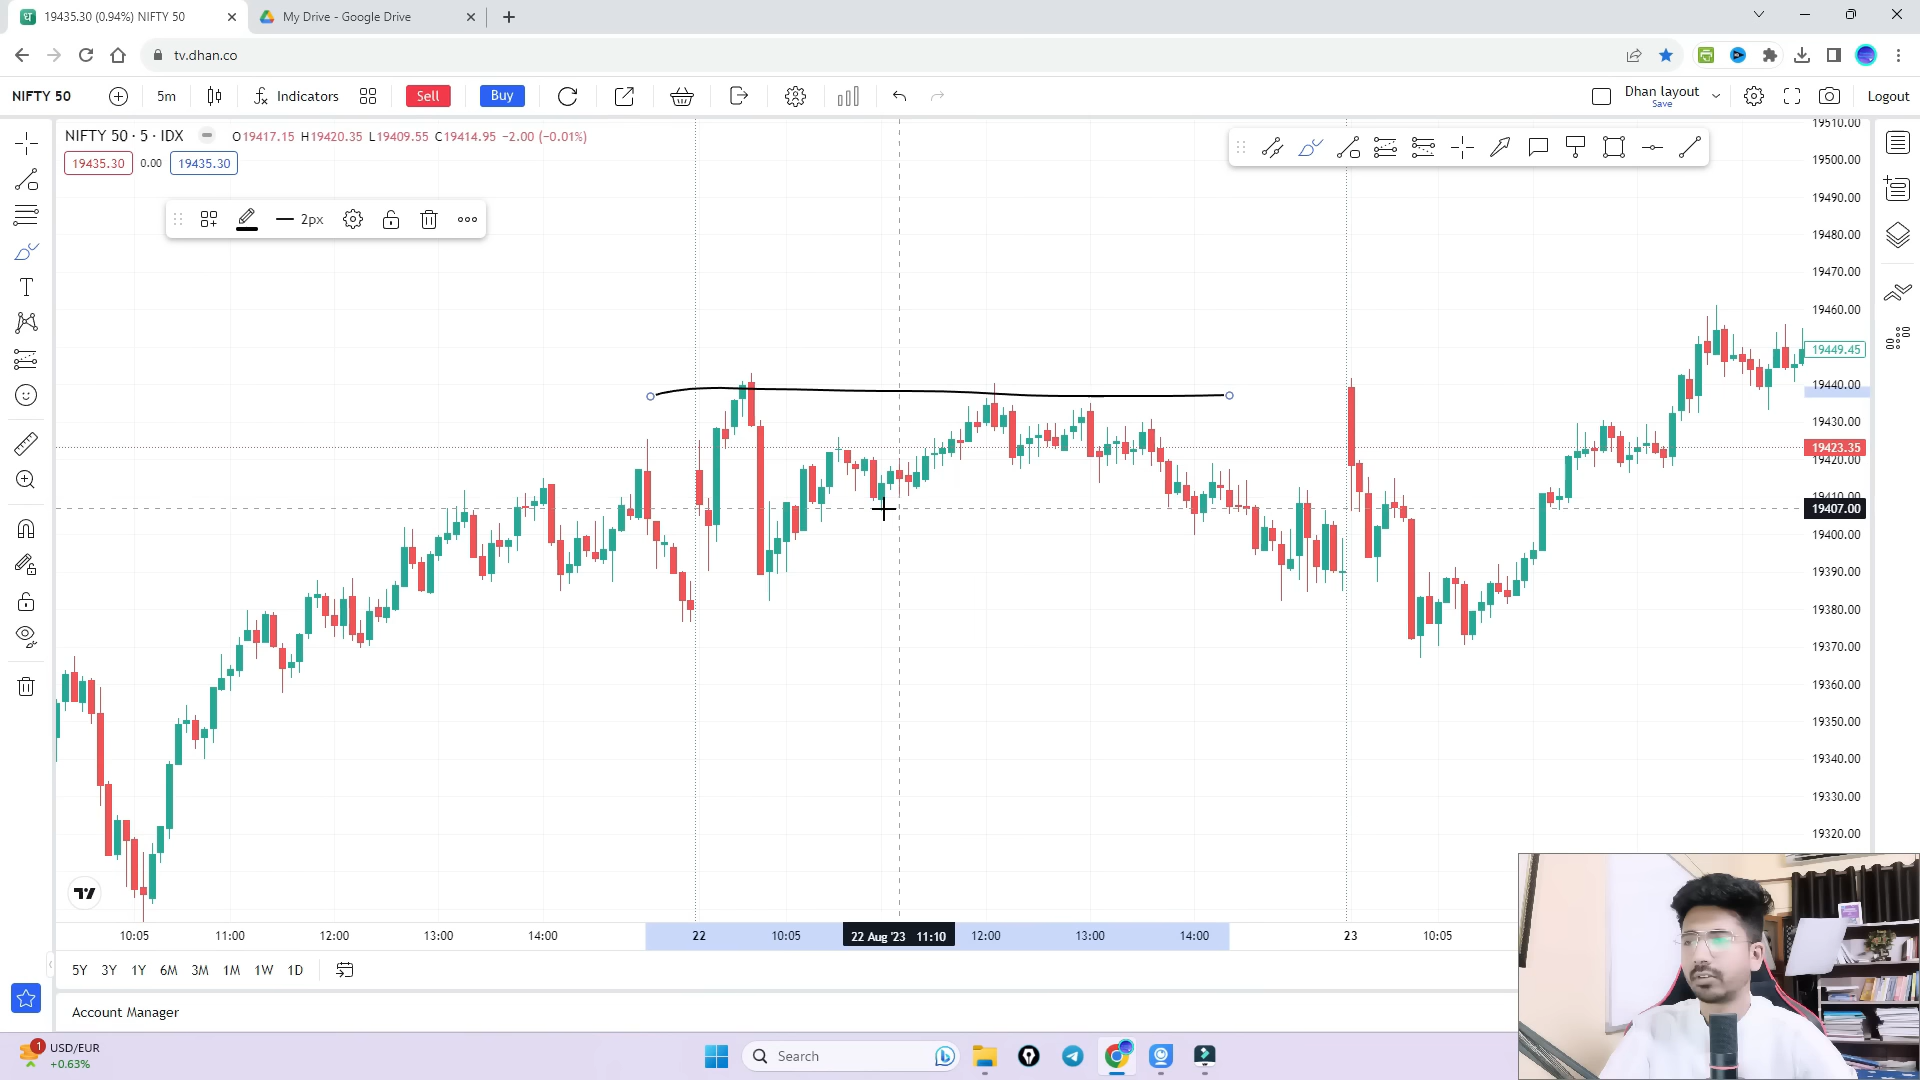 19435.30 (0.94%) NIFTY 50
My Drive - Google Drive
tv.dhan.co
NIFTY 50
5m
Indicators
Sell
Buy
Dhan layout
Save
Logout
NIFTY 50 · 5 · IDX
O19417.15 H19420.35 L19409.55 C19414.95 -2.00 (-0.01%)
19435.30
0.00
19435.30
2px
19510.00
19500.00
19490.00
19480.00
19470.00
19460.00
19449.45
19440.00
19430.00
19423.35
19420.00
19410.00
19407.00
19400.00
19390.00
19380.00
19370.00
19360.00
19350.00
19340.00
19330.00
19320.00
10:05
11:00
12:00
13:00
14:00
22
10:05
22 Aug '23 11:10
12:00
13:00
14:00
23
10:05
5Y
3Y
1Y
6M
3M
1M
1W
1D
Account Manager
1
USD/EUR
+0.63%
Search